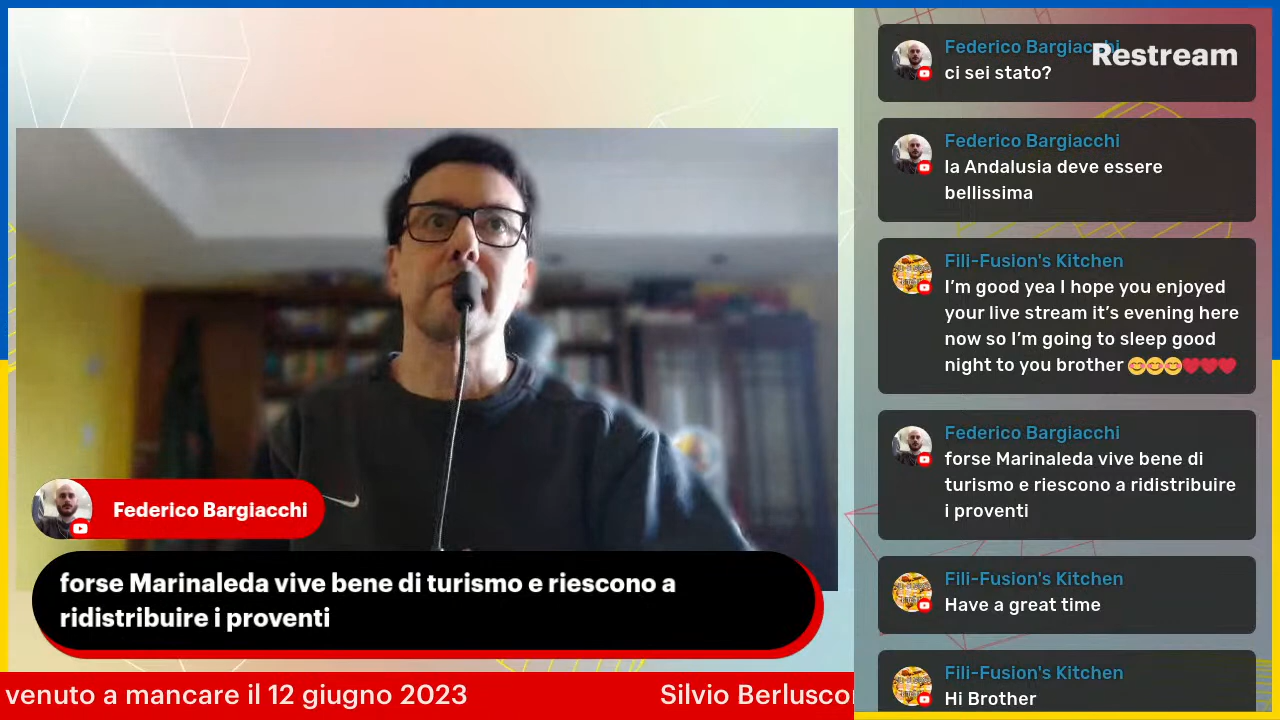 Federico Bargiacchi
Restream
ci sei stato?
Federico Bargiacchi
la Andalusia deve essere
bellissima
Fili-Fusion's Kitchen
I'm good yea I hope you enjoyed
your live stream it's evening here
now so I'm going to sleep good
night to you brother 😊😊😊❤️❤️❤️
Federico Bargiacchi
forse Marinaleda vive bene di
turismo e riescono a ridistribuire
i proventi
Fili-Fusion's Kitchen
Have a great time
Fili-Fusion's Kitchen
Hi Brother
Federico Bargiacchi
forse Marinaleda vive bene di turismo e riescono a
ridistribuire i proventi
venuto a mancare il 12 giugno 2023 Silvio Berluscon